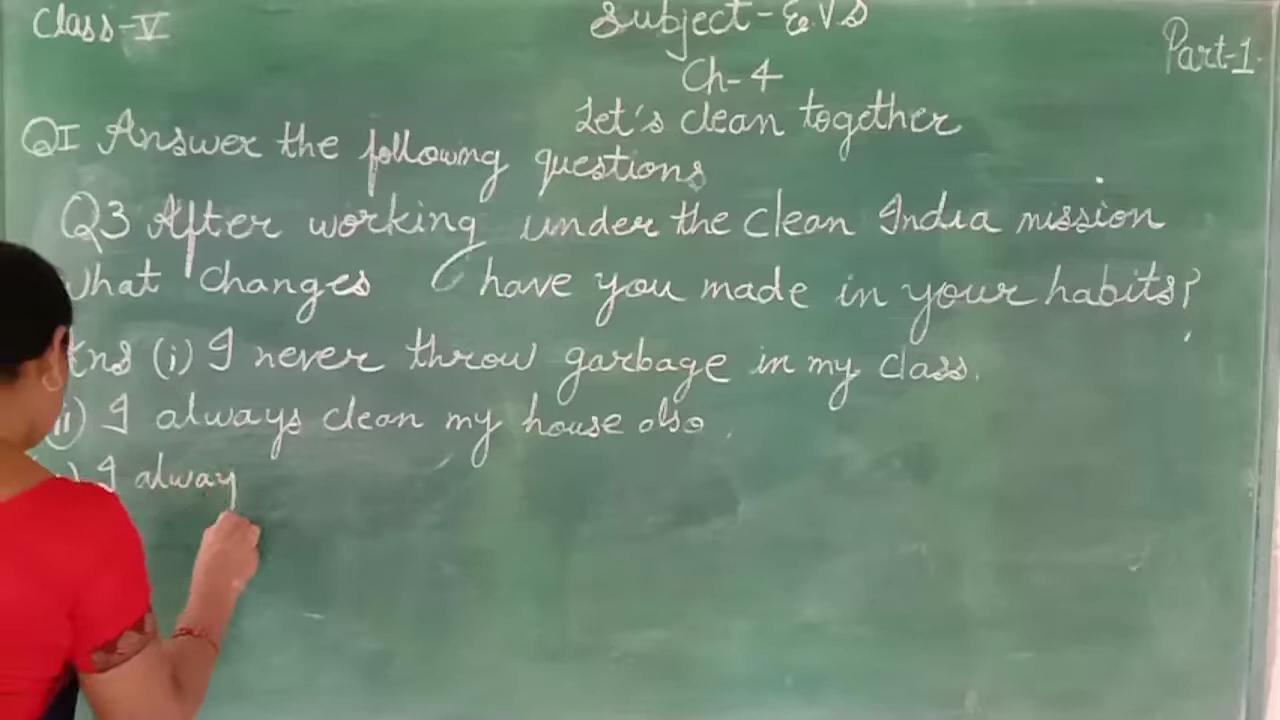 Class-V
Subject-E.V.S
Part-1.
Ch-4
Let's clean together
QI Answer the following questions
Q3 After working under the clean India mission
what changes have you made in your habits?
Ans (i) I never throw garbage in my class.
ii) I always clean my house also.
) I alway